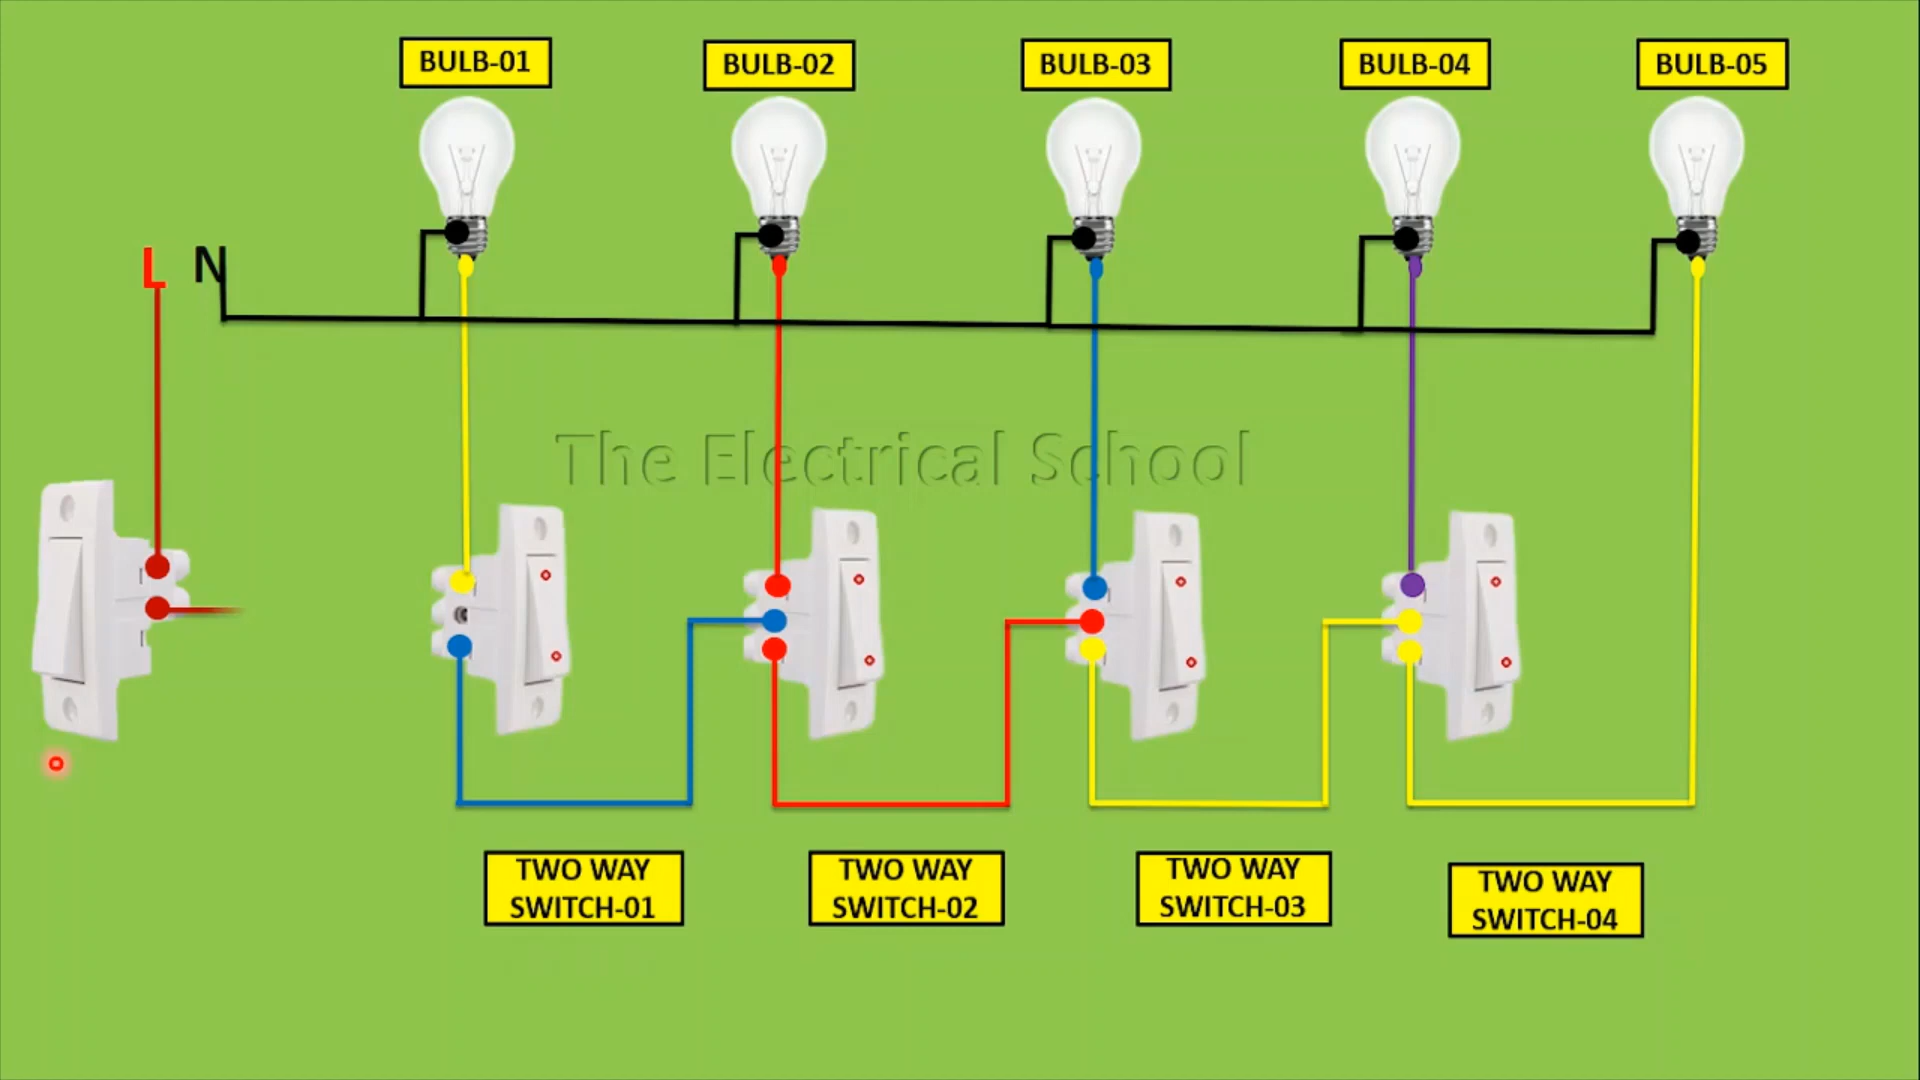 BULB-01
BULB-02
BULB-03
BULB-04
BULB-05
L N
The Electrical School
TWO WAY
SWITCH-01
TWO WAY
SWITCH-02
TWO WAY
SWITCH-03
TWO WAY
SWITCH-04